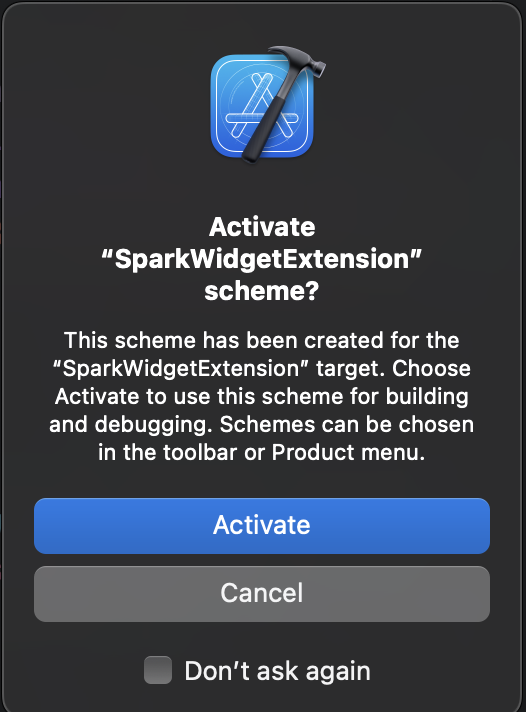 Activate
“SparkWidgetExtension”
scheme?
This scheme has been created for the
“SparkWidgetExtension” target. Choose
Activate to use this scheme for building
and debugging. Schemes can be chosen
in the toolbar or Product menu.
Activate
Cancel
Don’t ask again